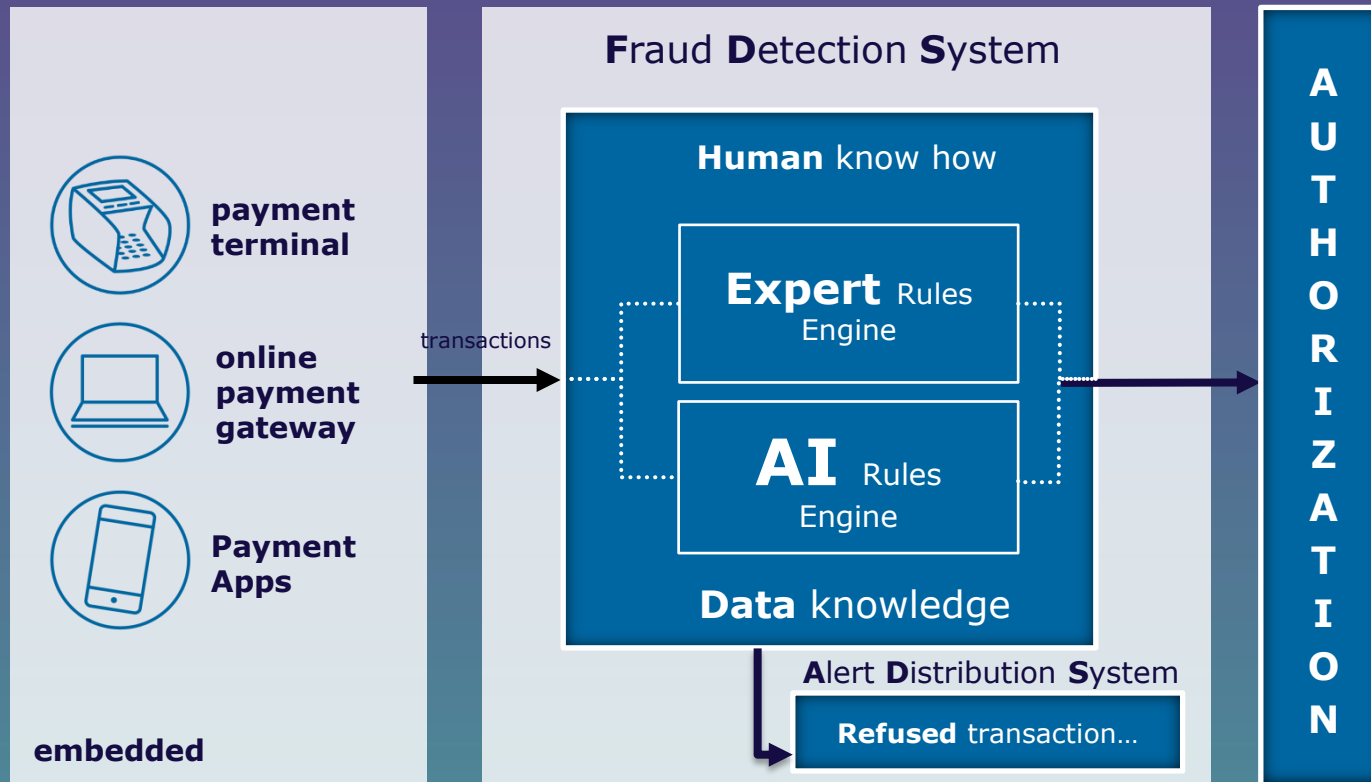 payment
terminal
online
payment
gateway
Payment
Apps
embedded
transactions
Fraud Detection System
Human know how
Expert Rules
Engine
AI Rules
Engine
Data knowledge
Alert Distribution System
Refused transaction…
A
U
T
H
O
R
I
Z
A
T
I
O
N